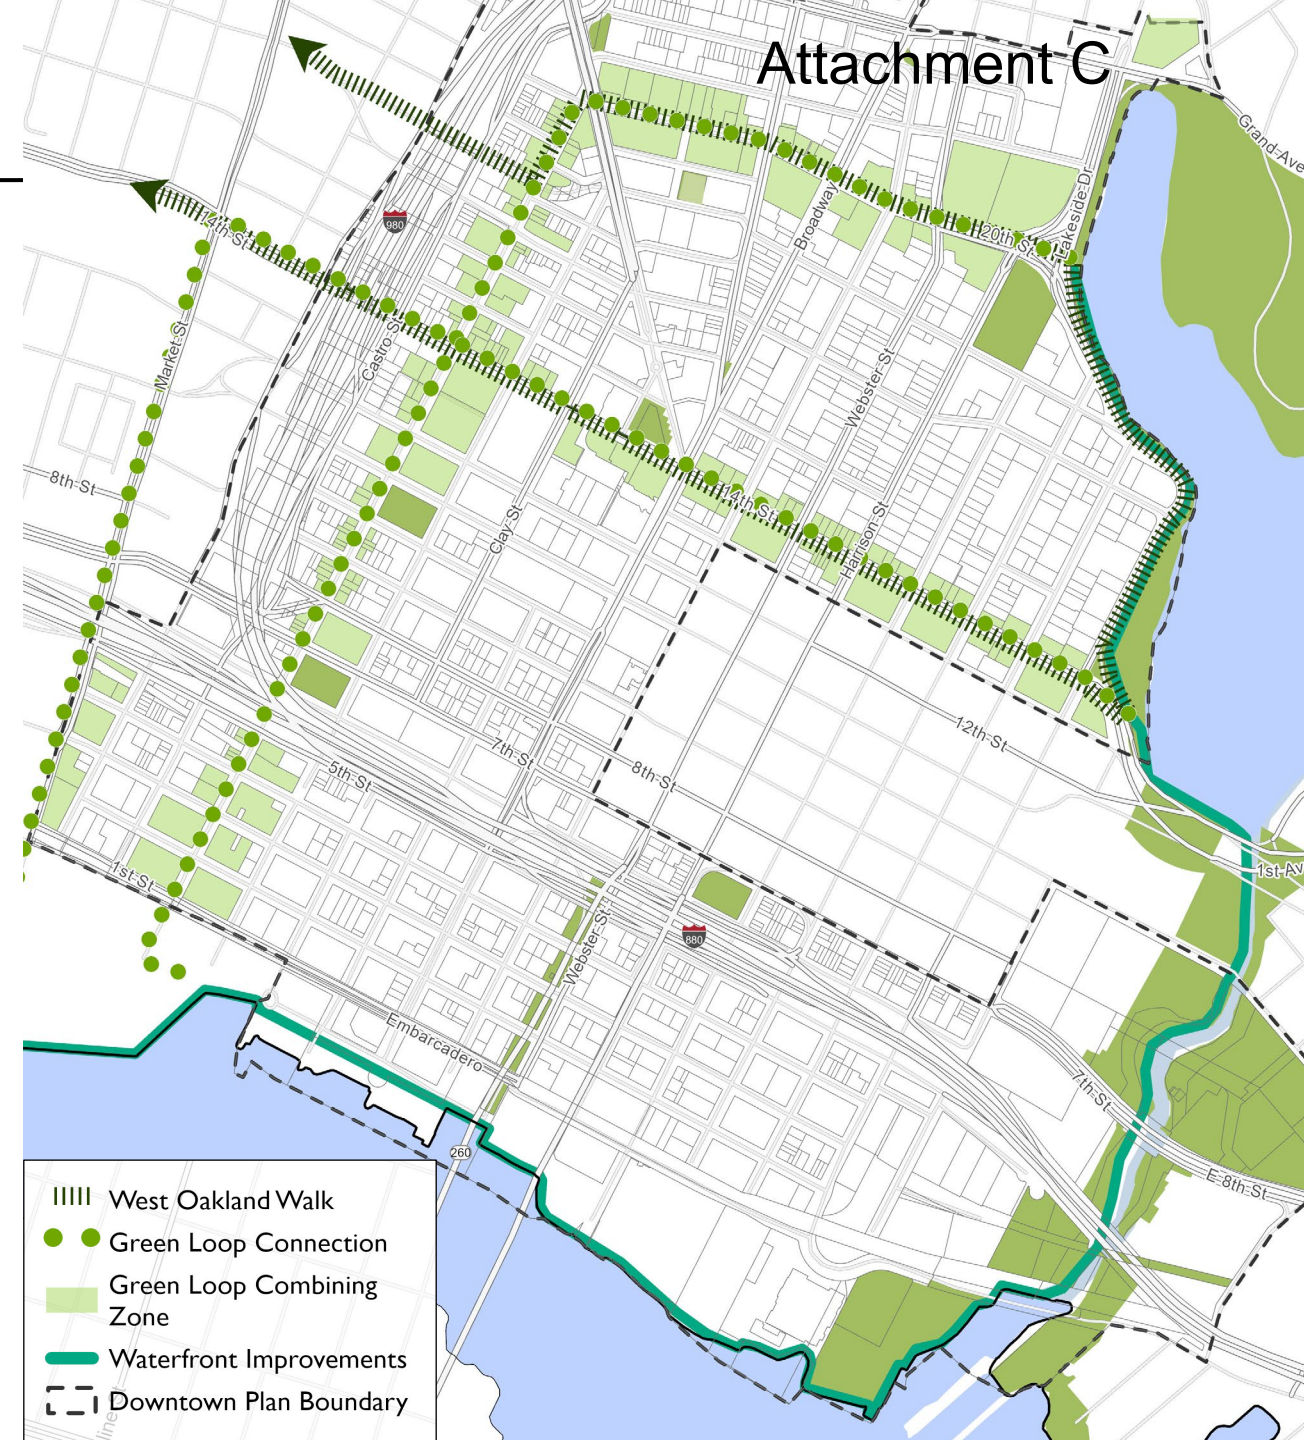 Attachment C
Grand Ave
Lakeside Dr
14th St
980
Broadway
20th St
Market St
Castro St
Webster St
8th St
Clay St
14th St
Harrison St
12th St
7th St
8th St
5th St
1st St
1st Av
Webster St
880
Embarcadero
7th St
260
E 8th St
West Oakland Walk
Green Loop Connection
Green Loop Combining
Zone
Waterfront Improvements
Downtown Plan Boundary